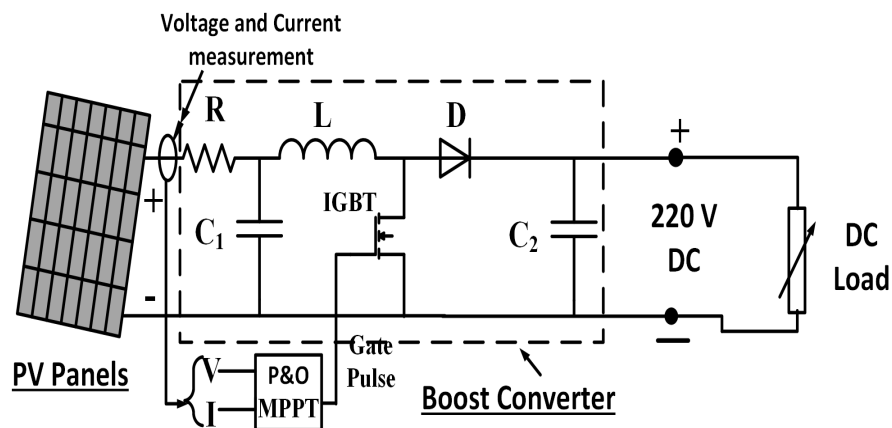 Voltage and Current
measurement
R
L
D
+
IGBT
+
C₁
C₂
220 V
DC
DC
Load
-
PV Panels
V
I
P&O
MPPT
Gate
Pulse
Boost Converter